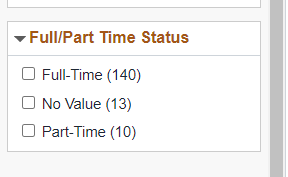 Full/Part Time Status
Full-Time (140)
No Value (13)
Part-Time (10)